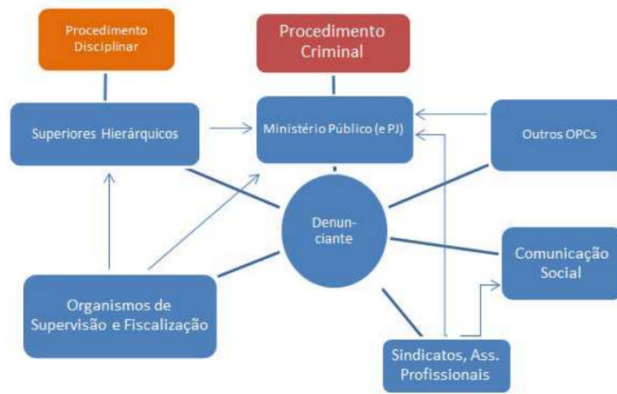 Procedimento
Disciplinar
Procedimento
Criminal
Superiores Hierárquicos
Ministério Público (e PJ)
Outros OPCs
Denun-
ciante
Comunicação
Social
Organismos de
Supervisão e Fiscalização
Sindicatos, Ass.
Profissionais